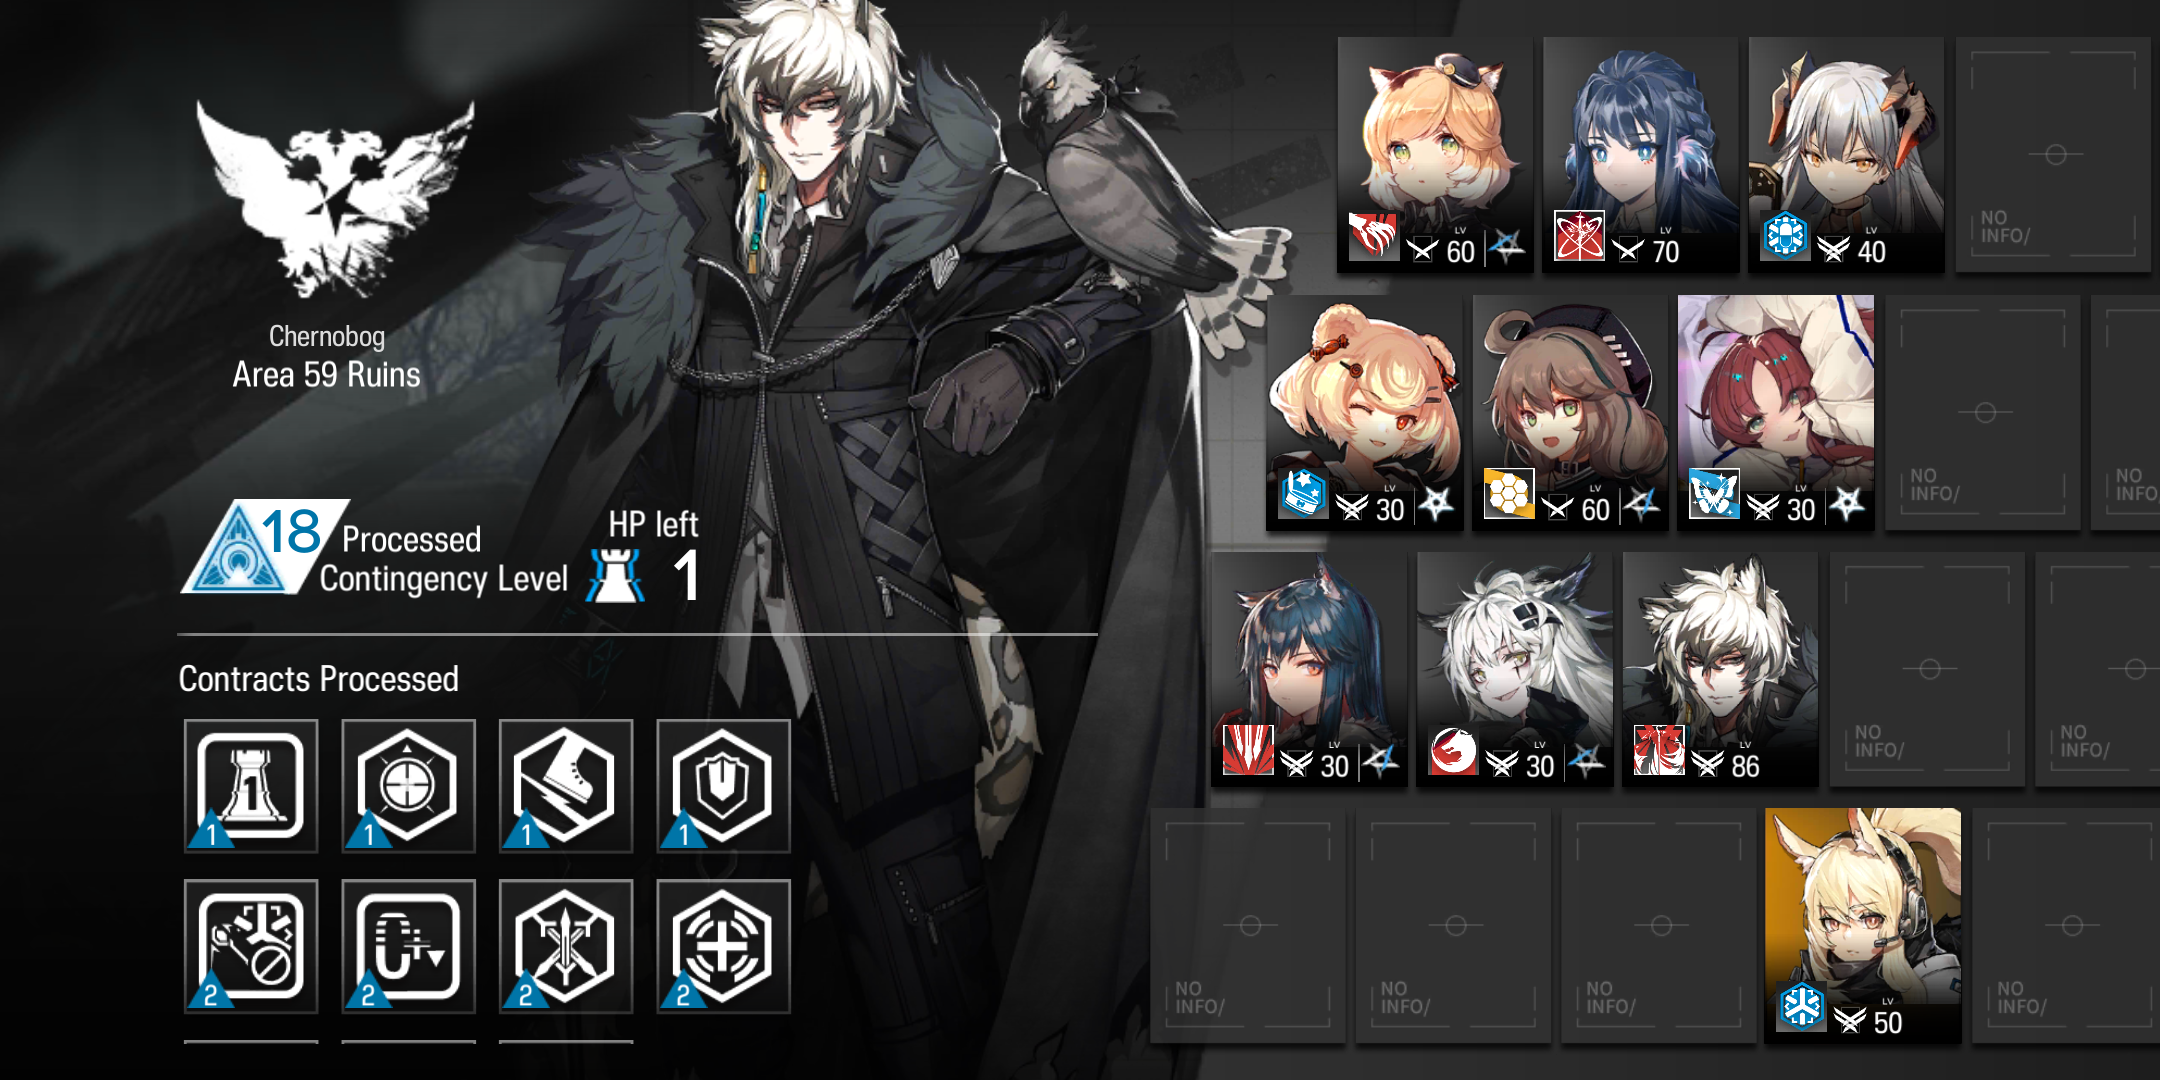 Chernobog
Area 59 Ruins
18
Processed
Contingency Level
HP left
1
Contracts Processed
1
1
1
1
1
2
2
2
2
LV
60
LV
70
LV
40
NO
INFO/
LV
30
LV
60
LV
30
NO
INFO/
NO
INFO
LV
30
LV
30
LV
86
NO
INFO/
NO
INFO/
NO
INFO/
NO
INFO/
NO
INFO/
LV
50
NO
INFO/